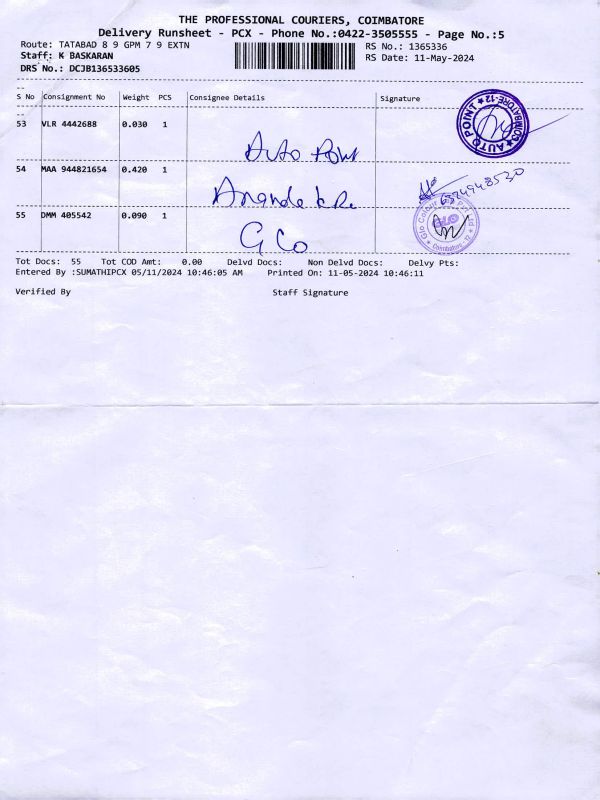 THE PROFESSIONAL COURIERS, COIMBATORE
Delivery Runsheet - PCX - Phone No.:0422-3505555 - Page No.:5
Route: TATABAD 8 9 GPM 7 9 EXTN
RS No.: 1365336
Staff: K BASKARAN
RS Date: 11-May-2024
DRS No.: DCJB136533605
S No Consignment No Weight PCS Consignee Details Signature
53 VLR 4442688 0.030 1
Auto Point
AUTO POINT COIMBATORE-12
54 MAA 944821654 0.420 1
55 DMM 405542 0.090 1
G Co
GLO
Coimbatore - 12
Tot Docs: 55 Tot COD Amt: 0.00 Delvd Docs: Non Delvd Docs: Delvy Pts:
Entered By :SUMATHIPCX 05/11/2024 10:46:05 AM Printed On: 11-05-2024 10:46:11
Verified By Staff Signature